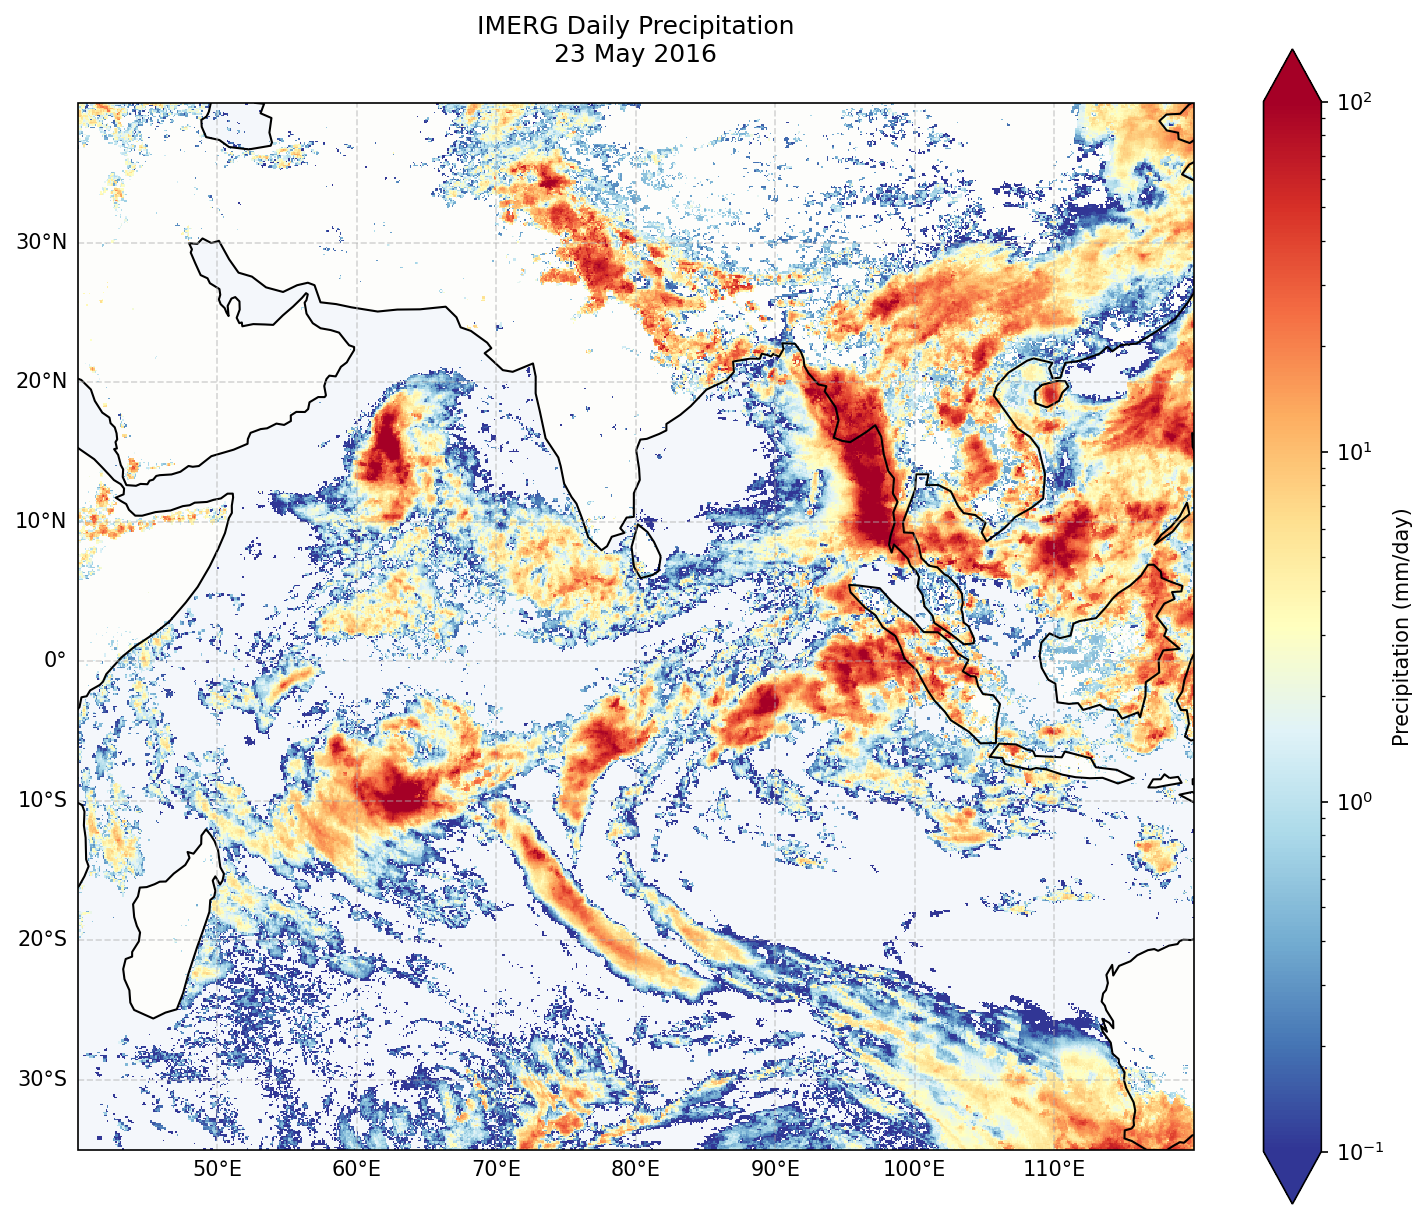 IMERG Daily Precipitation
23 May 2016
30°N
20°N
10°N
0°
10°S
20°S
30°S
50°E 60°E 70°E 80°E 90°E 100°E 110°E
10²
10¹
10⁰
10⁻¹
Precipitation (mm/day)